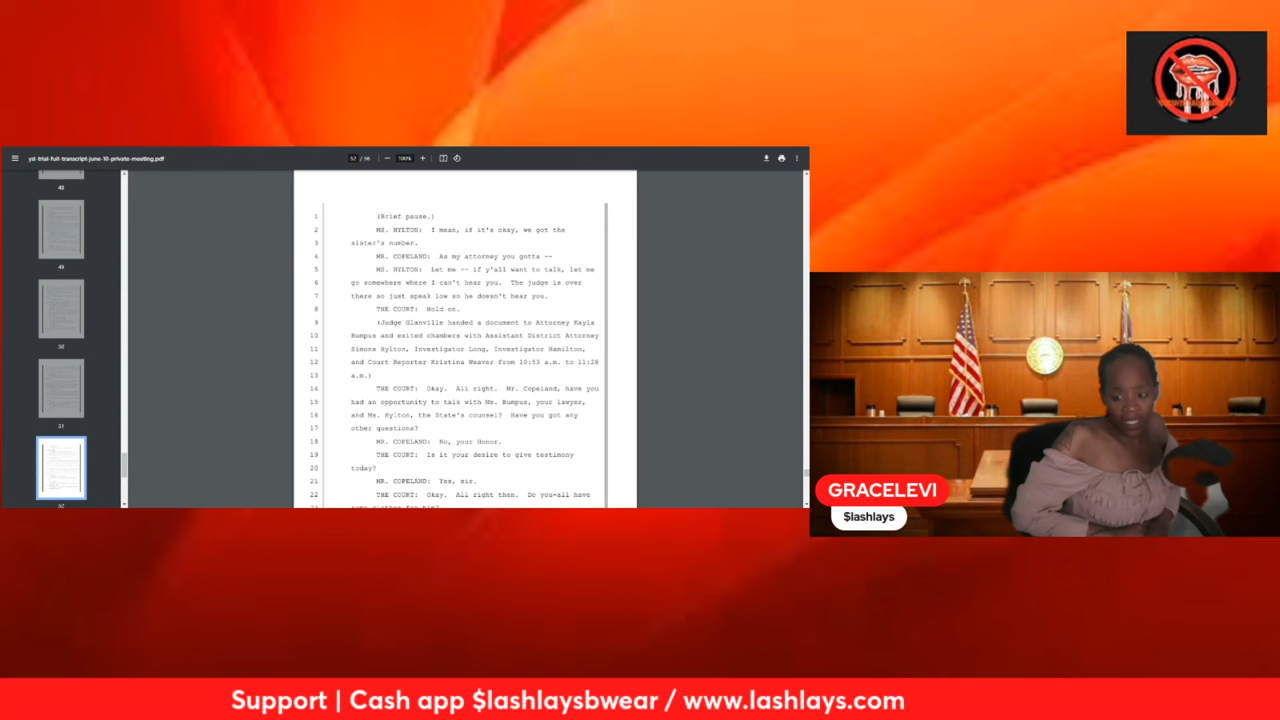 ysl-trial-full-transcript-june-10-private-meeting.pdf
52 / 56
100%
48
49
50
51
52
1 (Brief pause.)
2 MS. HYLTON: I mean, if it's okay, we got the
3 sister's number.
4 MR. COPELAND: As my attorney you gotta --
5 MS. HYLTON: Let me -- if y'all want to talk, let me
6 go somewhere where I can't hear you. The judge is over
7 there so just speak low so he doesn't hear you.
8 THE COURT: Hold on.
9 (Judge Glanville handed a document to Attorney Kayla
10 Bumpus and exited chambers with Assistant District Attorney
11 Simone Hylton, Investigator Long, Investigator Hamilton,
12 and Court Reporter Kristina Weaver from 10:53 a.m. to 11:28
13 a.m.)
14 THE COURT: Okay. All right. Mr. Copeland, have you
15 had an opportunity to talk with Ms. Bumpus, your lawyer,
16 and Ms. Hylton, the State's counsel? Have you got any
17 other questions?
18 MR. COPELAND: No, your Honor.
19 THE COURT: Is it your desire to give testimony
20 today?
21 MR. COPELAND: Yes, sir.
22 THE COURT: Okay. All right then. Do you-all have
GRACELEVI
$lashlays
Support | Cash app $lashlaysbwear / www.lashlays.com